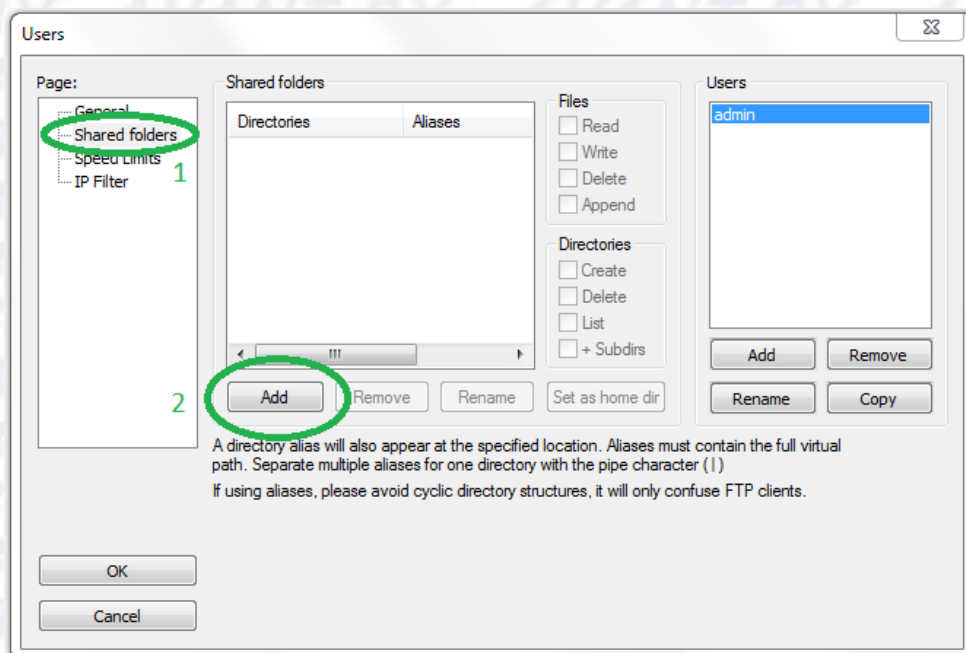 Users
Page:
General
Shared folders
Speed Limits
IP Filter
1
Shared folders
Directories Aliases
Files
Read
Write
Delete
Append
Directories
Create
Delete
List
+ Subdirs
2
Add Remove Rename Set as home dir
Users
admin
Add Remove
Rename Copy
A directory alias will also appear at the specified location. Aliases must contain the full virtual
path. Separate multiple aliases for one directory with the pipe character (|)
If using aliases, please avoid cyclic directory structures, it will only confuse FTP clients.
OK
Cancel